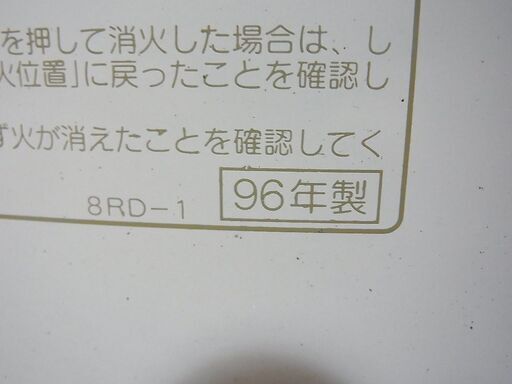 を押して消火した場合は、し
火位置」に戻ったことを確認し
ず火が消えたことを確認してく
8RD-1 96年製